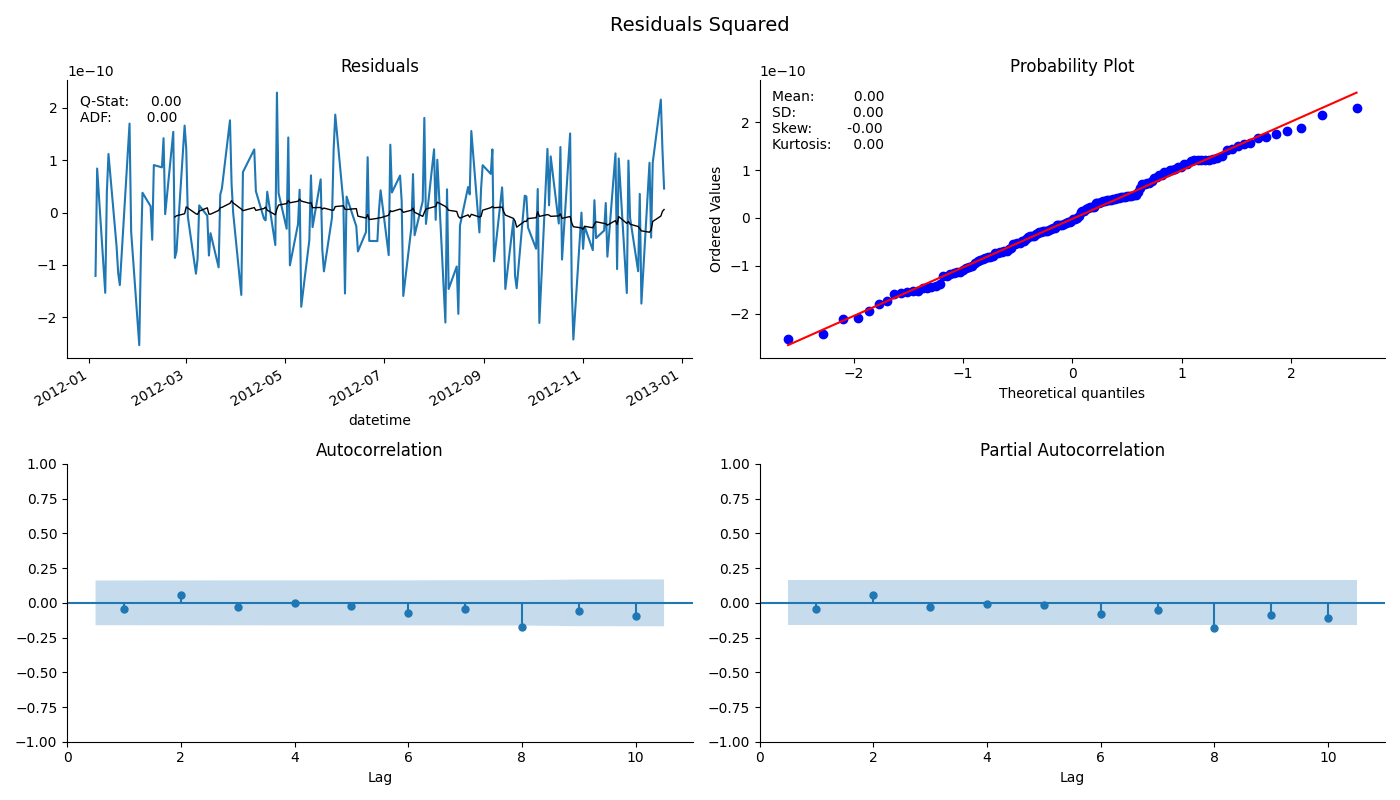 Residuals Squared
Residuals
1e−10
Q-Stat: 0.00
ADF: 0.00
2
1
0
−1
−2
2012-01
2012-03
2012-05
2012-07
2012-09
2012-11
2013-01
datetime
Probability Plot
1e−10
Mean: 0.00
SD: 0.00
Skew: -0.00
Kurtosis: 0.00
Ordered Values
2
1
0
−1
−2
−2
−1
0
1
2
Theoretical quantiles
Autocorrelation
1.00
0.75
0.50
0.25
0.00
−0.25
−0.50
−0.75
−1.00
0
2
4
6
8
10
Lag
Partial Autocorrelation
1.00
0.75
0.50
0.25
0.00
−0.25
−0.50
−0.75
−1.00
0
2
4
6
8
10
Lag